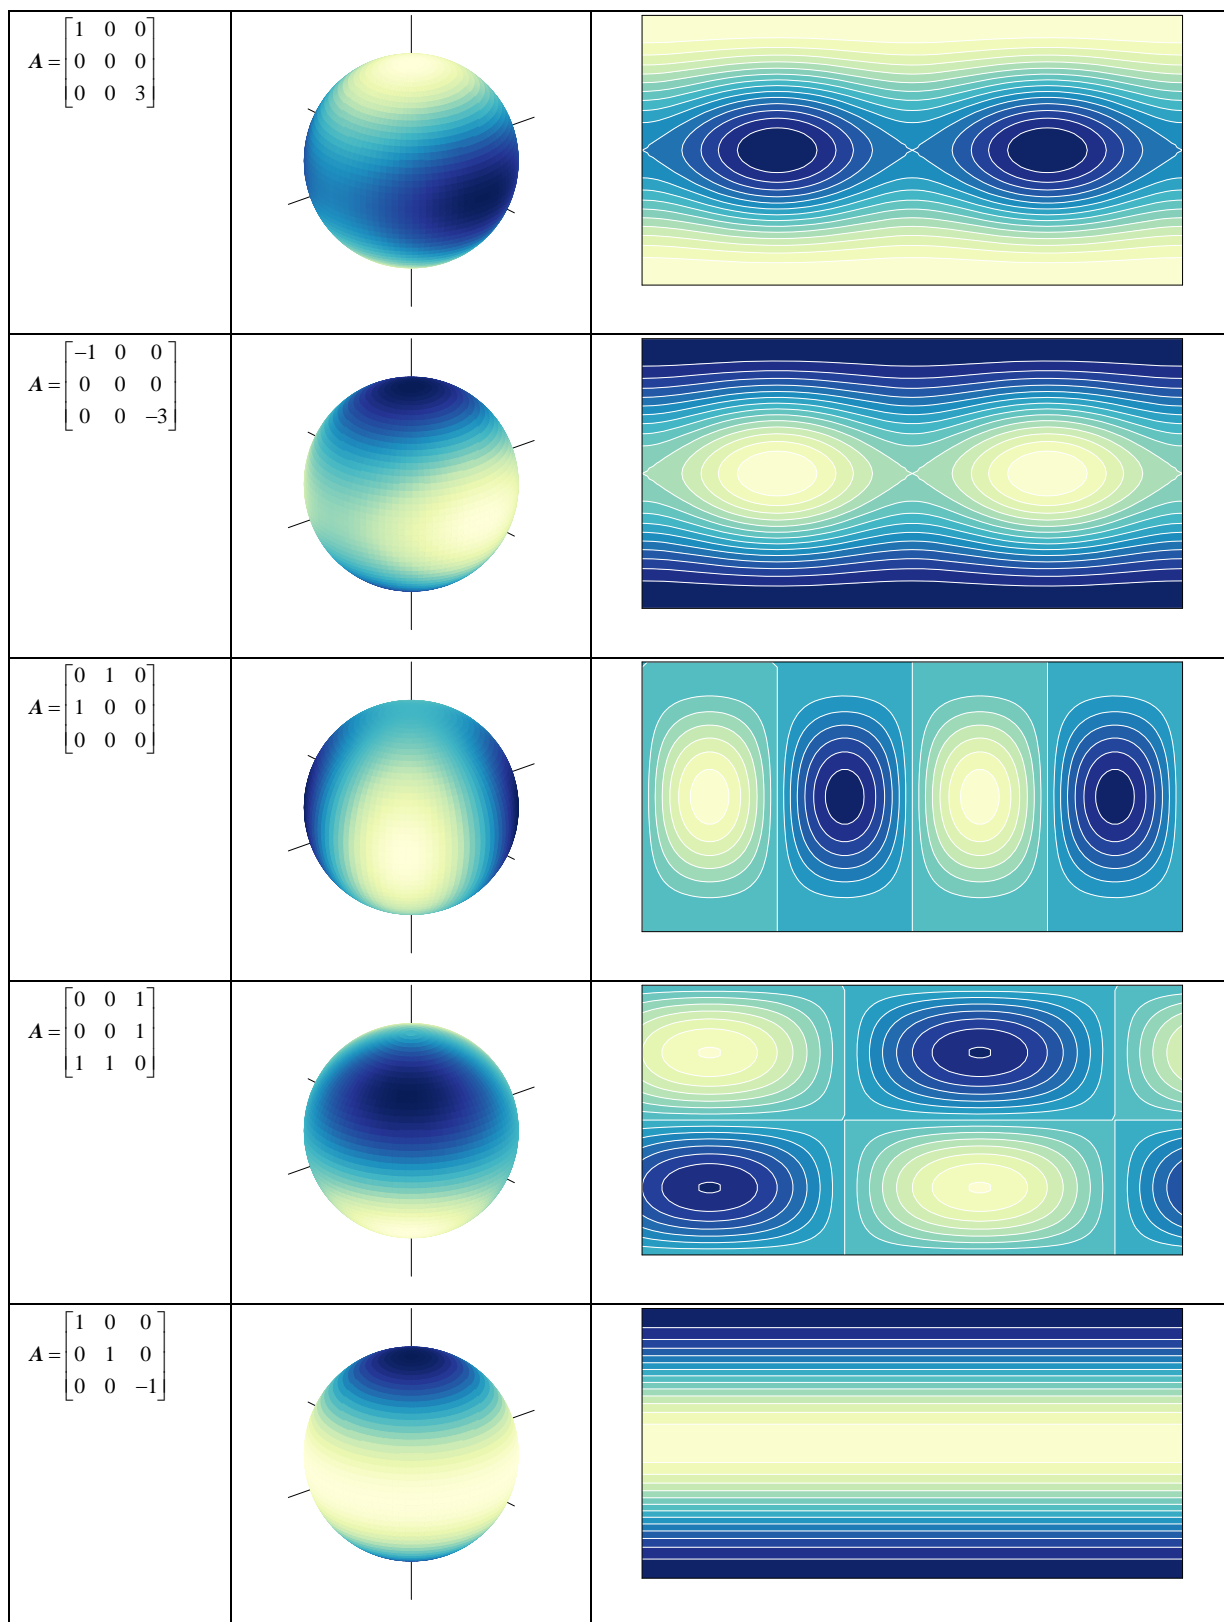 A = [1 0 0
0 0 0
0 0 3]
A = [−1 0 0
0 0 0
0 0 −3]
A = [0 1 0
1 0 0
0 0 0]
A = [0 0 1
0 0 1
1 1 0]
A = [1 0 0
0 1 0
0 0 −1]